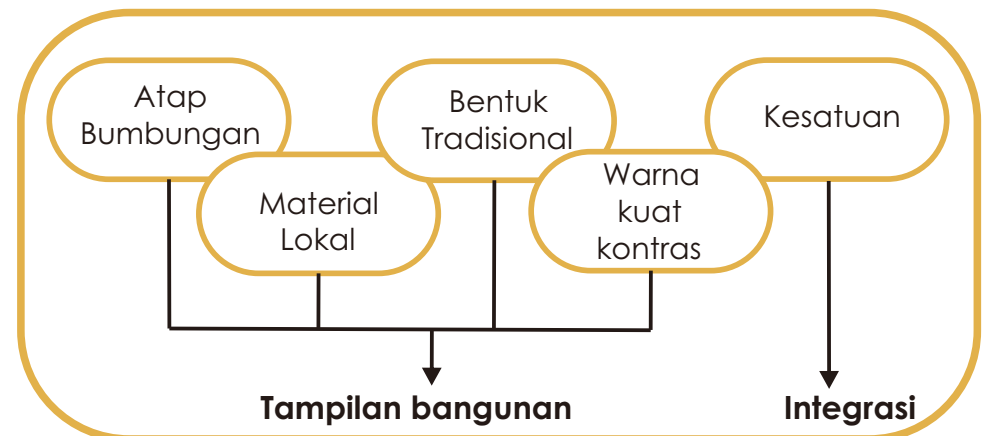 Atap
Bumbungan
Material
Lokal
Bentuk
Tradisional
Warna
kuat
kontras
Kesatuan
Tampilan bangunan
Integrasi